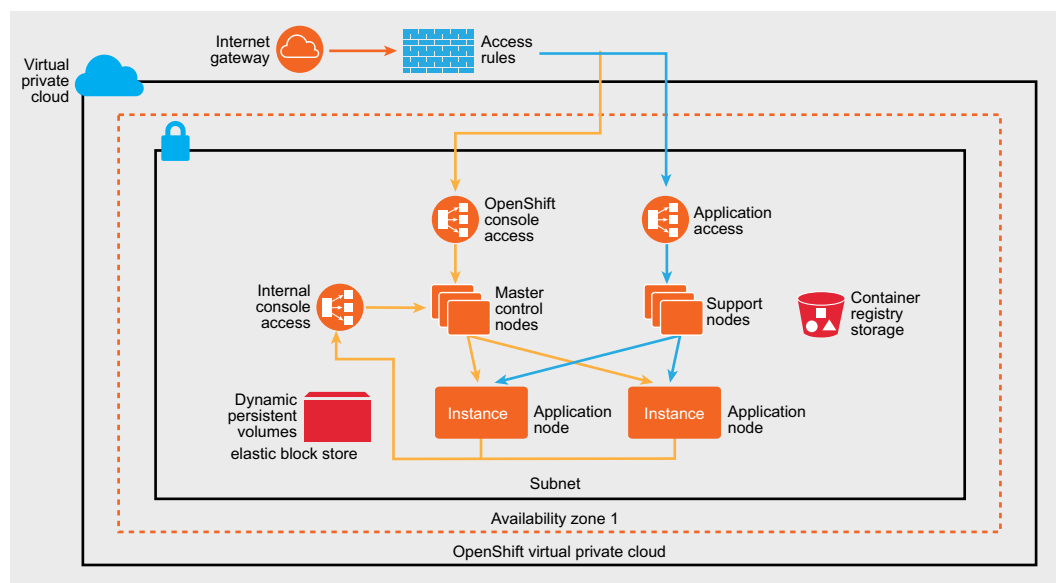 Internet
gateway
Access
rules
Virtual
private
cloud
OpenShift
console
access
Application
access
Internal
console
access
Master
control
nodes
Support
nodes
Container
registry
storage
Dynamic
persistent
volumes
elastic block store
Instance
Application
node
Instance
Application
node
Subnet
Availability zone 1
OpenShift virtual private cloud